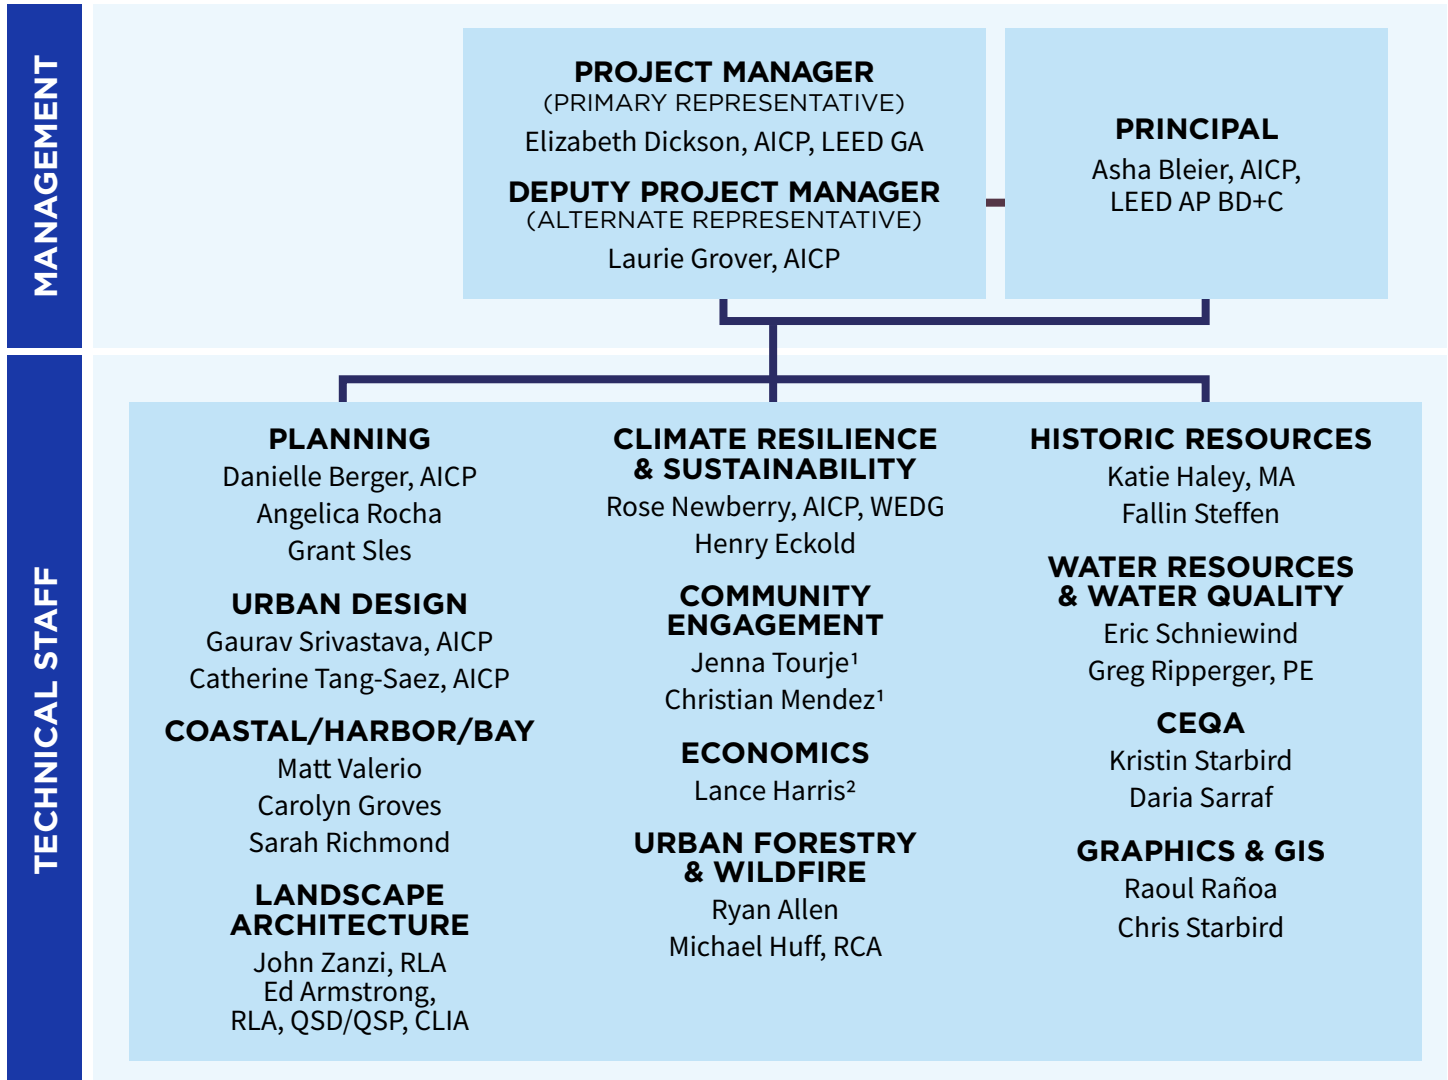 MANAGEMENT
PROJECT MANAGER
(PRIMARY REPRESENTATIVE)
Elizabeth Dickson, AICP, LEED GA
DEPUTY PROJECT MANAGER
(ALTERNATE REPRESENTATIVE)
Laurie Grover, AICP
PRINCIPAL
Asha Bleier, AICP,
LEED AP BD+C
TECHNICAL STAFF
PLANNING
Danielle Berger, AICP
Angelica Rocha
Grant Sles
URBAN DESIGN
Gaurav Srivastava, AICP
Catherine Tang-Saez, AICP
COASTAL/HARBOR/BAY
Matt Valerio
Carolyn Groves
Sarah Richmond
LANDSCAPE
ARCHITECTURE
John Zanzi, RLA
Ed Armstrong,
RLA, QSD/QSP, CLIA
CLIMATE RESILIENCE
& SUSTAINABILITY
Rose Newberry, AICP, WEDG
Henry Eckold
COMMUNITY
ENGAGEMENT
Jenna Tourje¹
Christian Mendez¹
ECONOMICS
Lance Harris²
URBAN FORESTRY
& WILDFIRE
Ryan Allen
Michael Huff, RCA
HISTORIC RESOURCES
Katie Haley, MA
Fallin Steffen
WATER RESOURCES
& WATER QUALITY
Eric Schniewind
Greg Ripperger, PE
CEQA
Kristin Starbird
Daria Sarraf
GRAPHICS & GIS
Raoul Rañoa
Chris Starbird